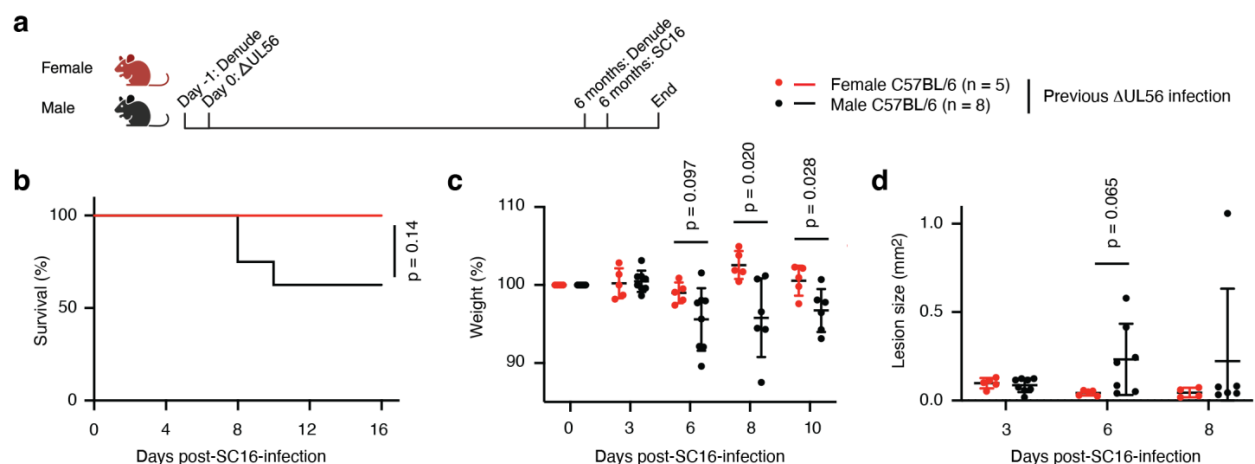 a
Female
Male
Day -1: Denude
Day 0: ΔUL56
6 months: Denude
6 months: SC16
End
Female C57BL/6 (n = 5)
Male C57BL/6 (n = 8)
Previous ΔUL56 infection
b
Survival (%)
100
50
0
0 4 8 12 16
Days post-SC16-infection
p = 0.14
c
Weight (%)
110
100
90
0 3 6 8 10
Days post-SC16-infection
p = 0.097
p = 0.020
p = 0.028
d
Lesion size (mm2)
1.0
0.5
0.0
3 6 8
Days post-SC16-infection
p = 0.065